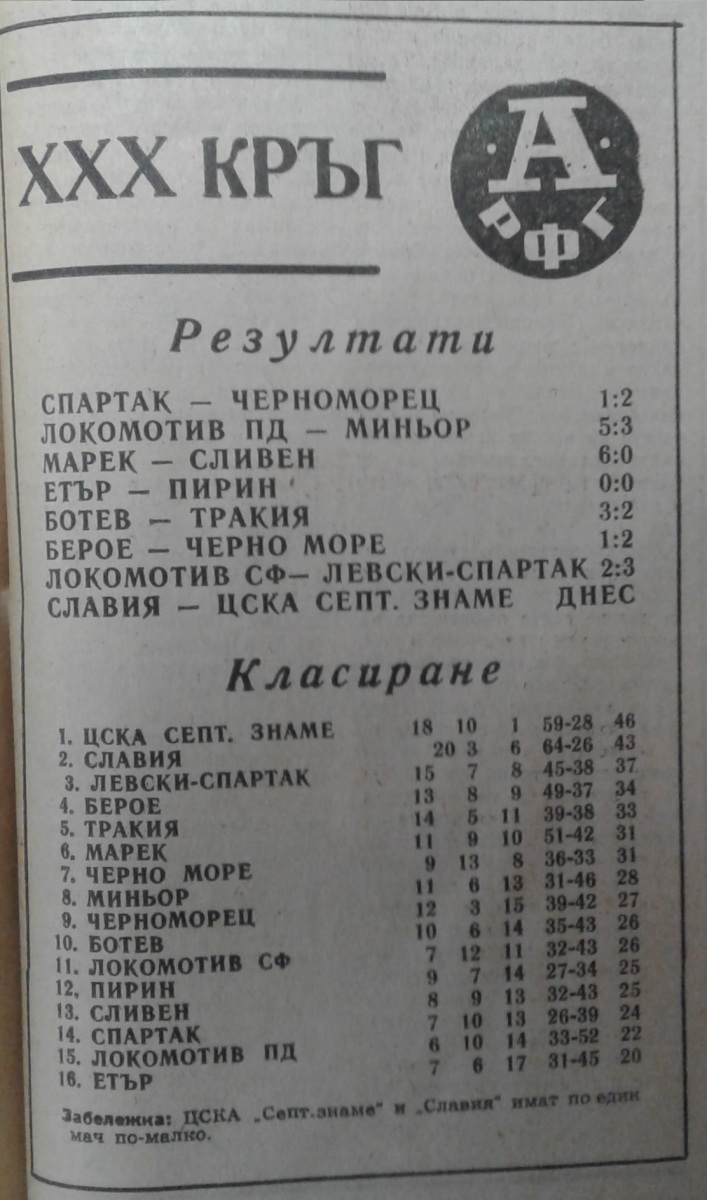 XXX КРЪГ
А
РФГ
Резултати
СПАРТАК — ЧЕРНОМОРЕЦ 1:2
ЛОКОМОТИВ ПД — МИНЬОР 5:3
МАРЕК — СЛИВЕН 6:0
ЕТЪР — ПИРИН 0:0
БОТЕВ — ТРАКИЯ 3:2
БЕРОЕ — ЧЕРНО МОРЕ 1:2
ЛОКОМОТИВ СФ— ЛЕВСКИ-СПАРТАК 2:3
СЛАВИЯ — ЦСКА СЕПТ. ЗНАМЕ ДНЕС
Класиране
1. ЦСКА СЕПТ. ЗНАМЕ 18 10 1 59-28 46
2. СЛАВИЯ 20 3 6 64-26 43
3. ЛЕВСКИ-СПАРТАК 15 7 8 45-38 37
4. БЕРОЕ 13 8 9 49-37 34
5. ТРАКИЯ 14 5 11 39-38 33
6. МАРЕК 11 9 10 51-42 31
7. ЧЕРНО МОРЕ 9 13 8 36-33 31
8. МИНЬОР 11 6 13 31-46 28
9. ЧЕРНОМОРЕЦ 12 3 15 39-42 27
10. БОТЕВ 10 6 14 35-43 26
11. ЛОКОМОТИВ СФ 7 12 11 32-43 26
12, ПИРИН 9 7 14 27-34 25
13. СЛИВЕН 8 9 13 32-43 25
14. СПАРТАК 7 10 13 26-39 24
15. ЛОКОМОТИВ ПД 6 10 14 33-52 22
16. ЕТЪР 7 6 17 31-45 20
Забележка: ЦСКА „Септ.знаме" и „Славия" имат по един
мач по-малко.